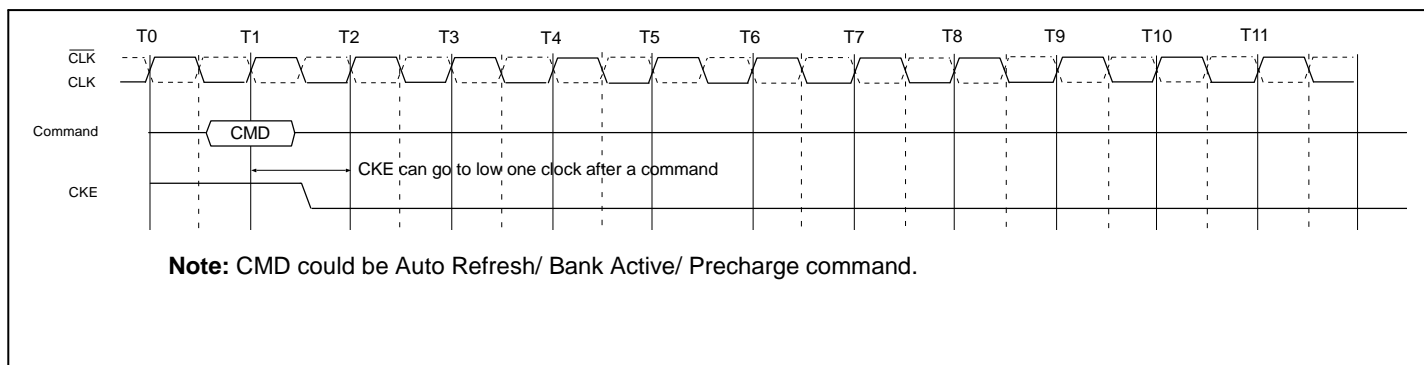 T0 T1 T2 T3 T4 T5 T6 T7 T8 T9 T10 T11
C̅L̅K̅
CLK
Command CMD
CKE can go to low one clock after a command
CKE
Note: CMD could be Auto Refresh/ Bank Active/ Precharge command.